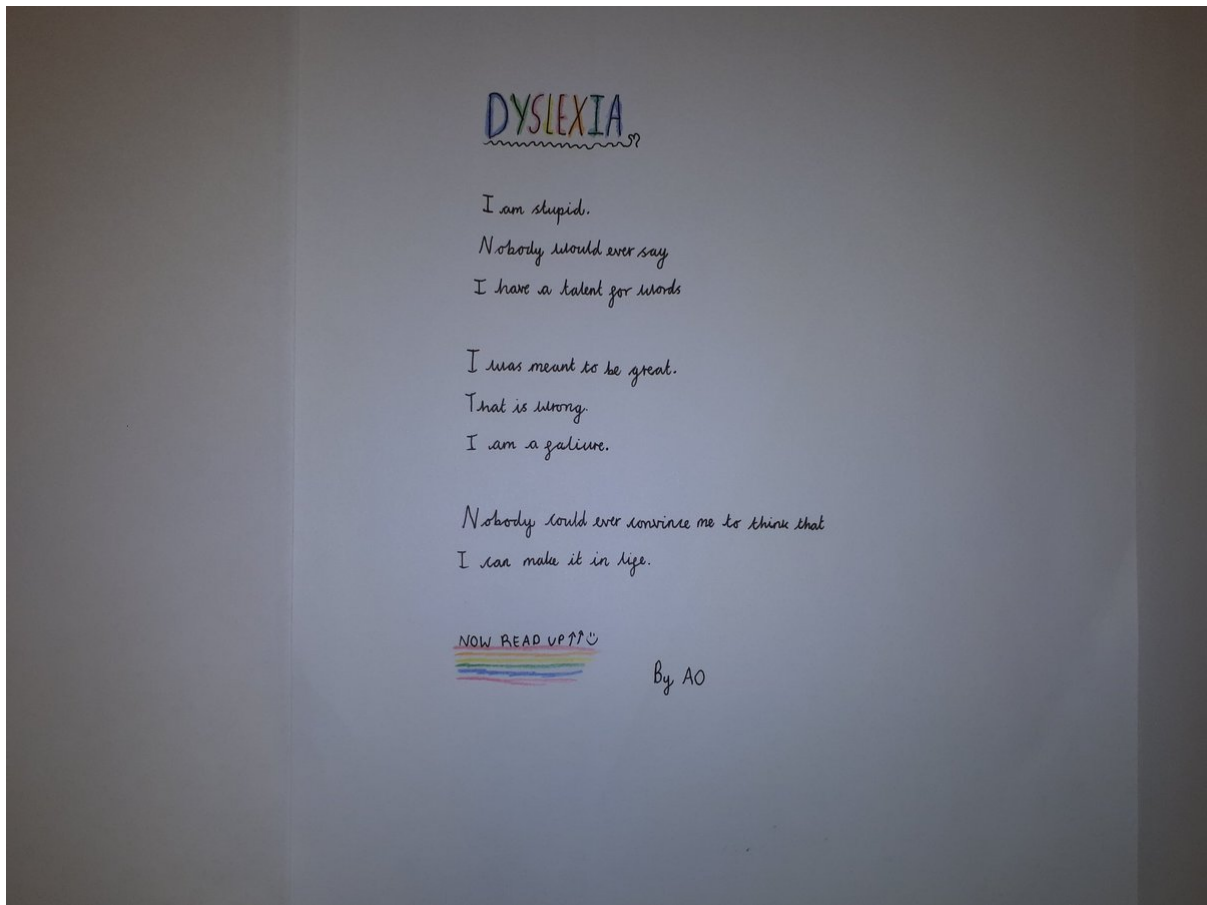 DYSLEXIA
I am stupid.
Nobody would ever say
I have a talent for words
I was meant to be great.
That is wrong.
I am a faliure.
Nobody could ever convince me to think that
I can make it in life.
NOW READ UP↑↑☺
By AO